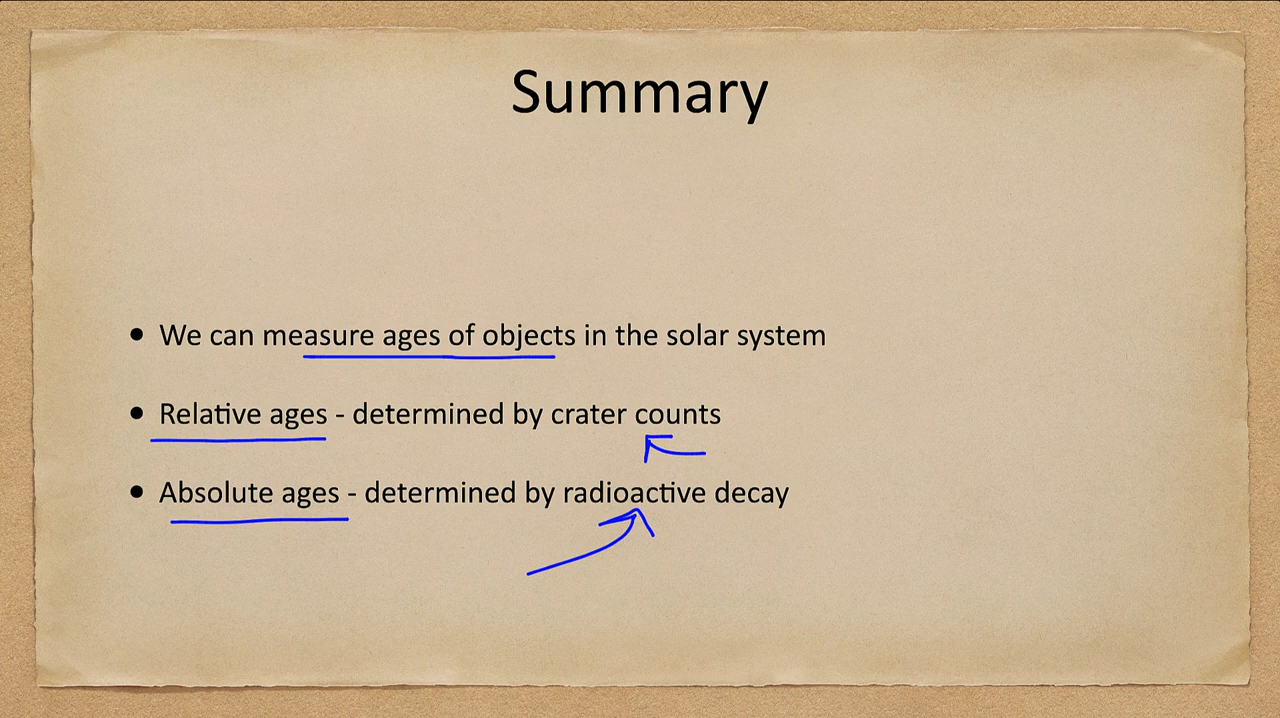 Summary
• We can measure ages of objects in the solar system
• Relative ages - determined by crater counts
• Absolute ages - determined by radioactive decay